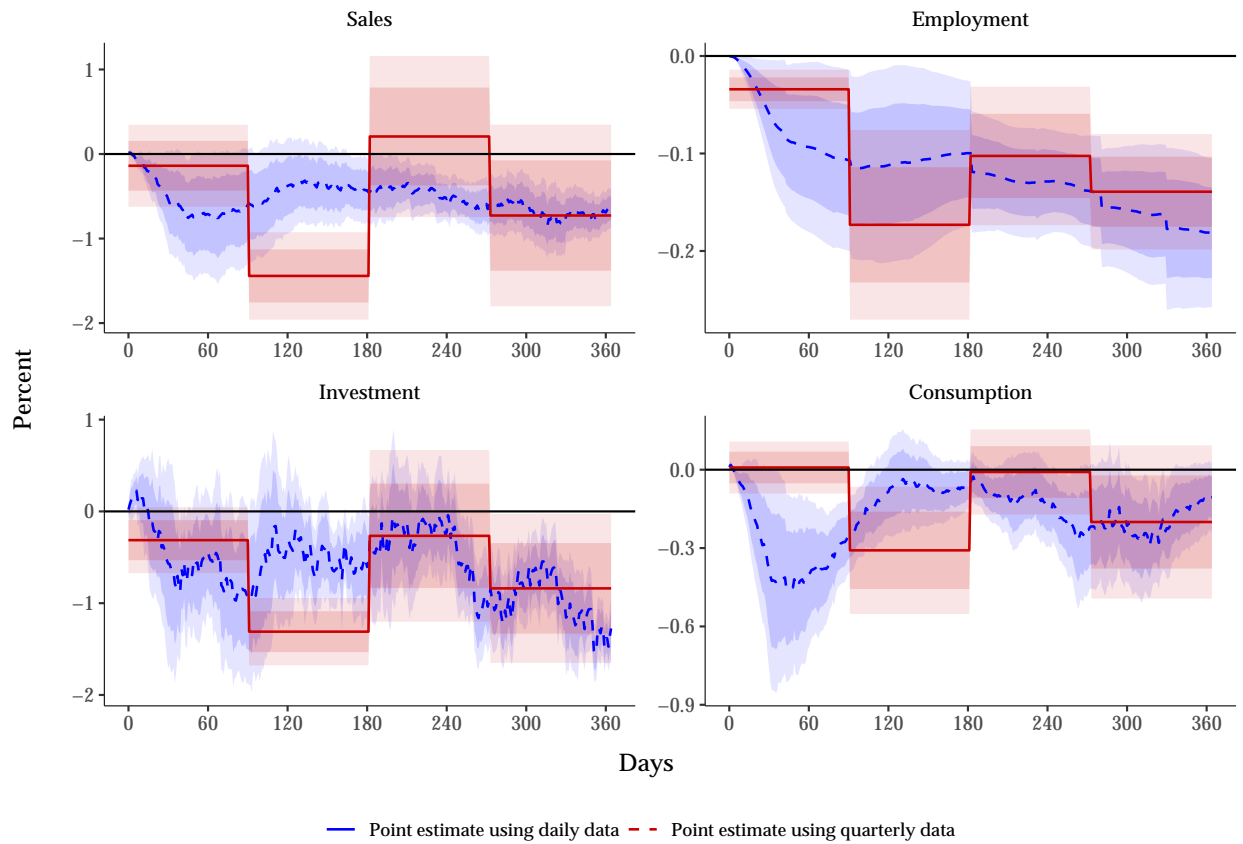 Sales
Employment
1
0
−1
−2
0 60 120 180 240 300 360
0.0
−0.1
−0.2
0 60 120 180 240 300 360
Percent
Investment
Consumption
1
0
−1
−2
0 60 120 180 240 300 360
0.0
−0.3
−0.6
−0.9
0 60 120 180 240 300 360
Days
Point estimate using daily data Point estimate using quarterly data